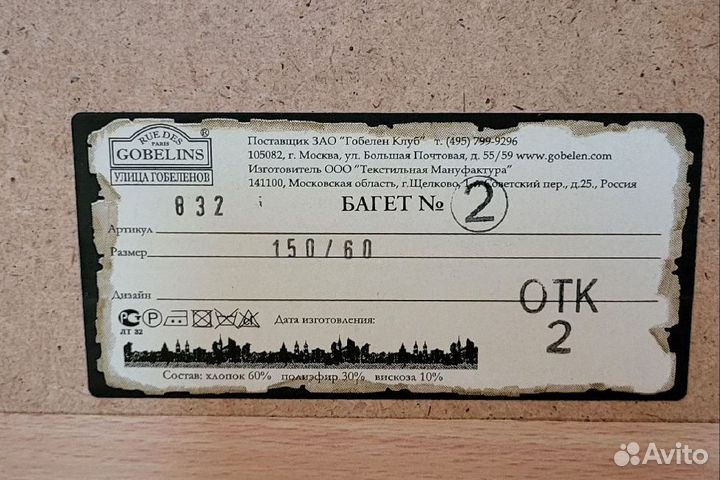 RUE DES
PARIS
GOBELINS
®
УЛИЦА ГОБЕЛЕНОВ
Поставщик ЗАО "Гобелен Клуб" т. (495) 799-9296
105082, г. Москва, ул. Большая Почтовая, д. 55/59 www.gobelen.com
Изготовитель ООО "Текстильная Мануфактура"
141100, Московская область, г.Щелково, 1 Советский пер., д.25., Россия
832
БАГЕТ № 2
Артикул
Размер 150/60
Дизайн
ОТК
2
РСТ Р
ЛТ 32
Дата изготовления:
Состав: хлопок 60% полиэфир 30% вискоза 10%
Avito